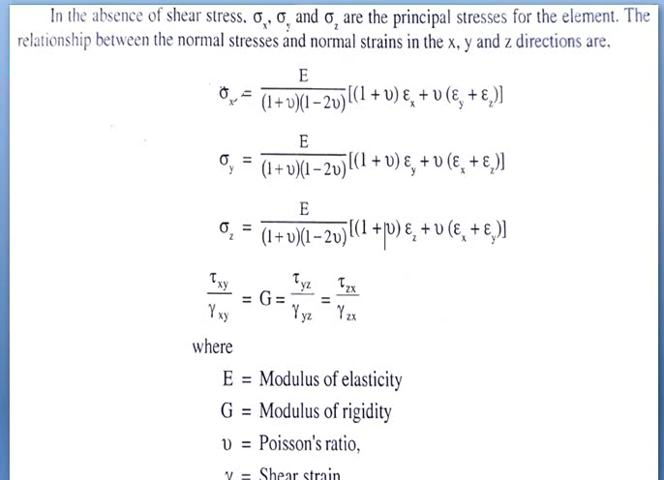 In the absence of shear stress, σx, σy and σz are the principal stresses for the element. The
relationship between the normal stresses and normal strains in the x, y and z directions are.
σx = E / (1+υ)(1−2υ) [(1 + υ) εx + υ (εy + εz)]
σy = E / (1+υ)(1−2υ) [(1 + υ) εy + υ (εx + εz)]
σz = E / (1+υ)(1−2υ) [(1 + υ) εz + υ (εx + εy)]
τxy / γxy = G = τyz / γyz = τzx / γzx
where
E = Modulus of elasticity
G = Modulus of rigidity
υ = Poisson's ratio,
γ = Shear strain